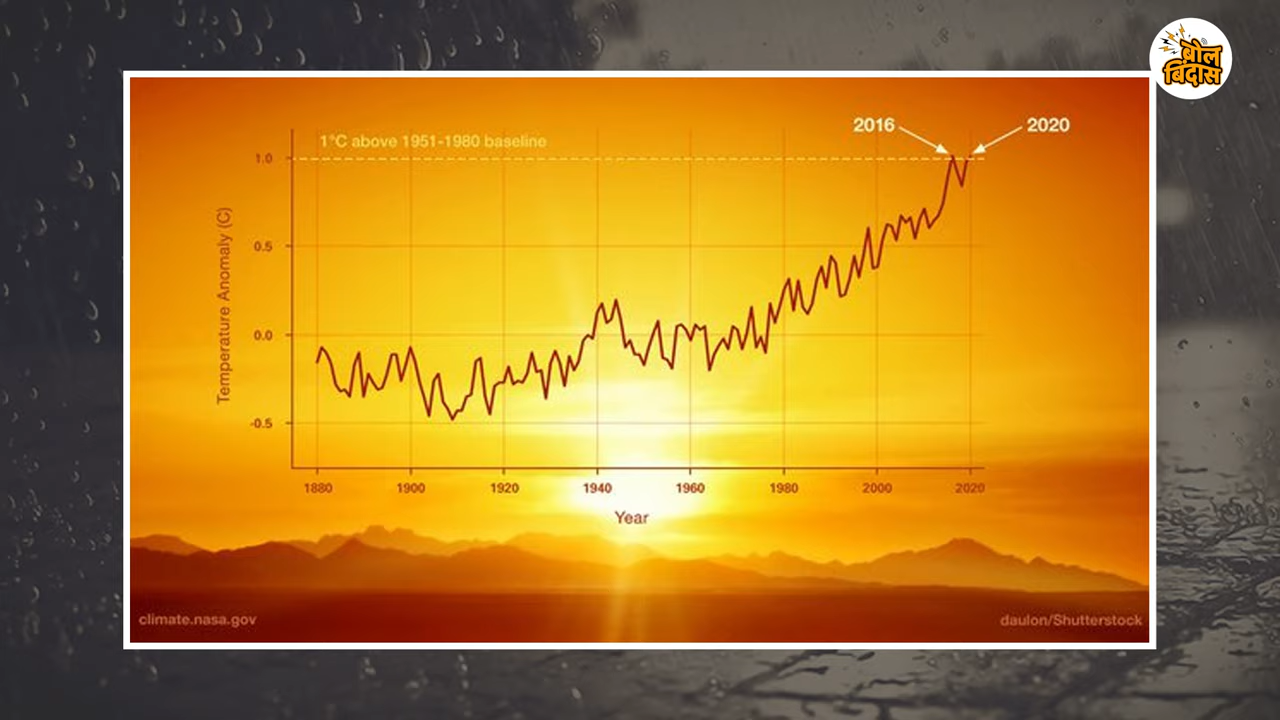 बोल
बिंदास
1°C above 1951-1980 baseline
2016
2020
1.0
0.5
0.0
-0.5
Temperature Anomaly (C)
1880
1900
1920
1940
1960
1980
2000
2020
Year
climate.nasa.gov
daulon/Shutterstock